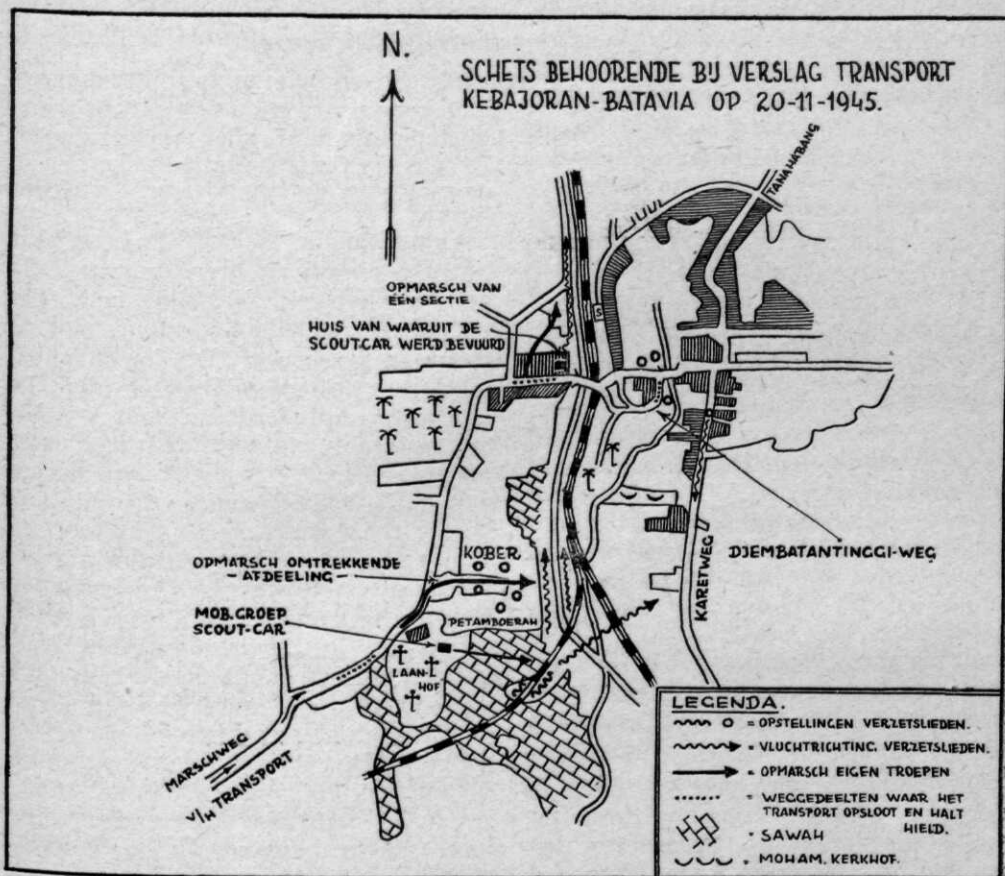 N.
SCHETS BEHOORENDE BIJ VERSLAG TRANSPORT
KEBAJORAN-BATAVIA OP 20-11-1945.
TANAHABANG
OPMARSCH VAN
EEN SECTIE
HUIS VAN WAARUIT DE
SCOUTCAR WERD BEVUURD
S
DJEMBATANTINGGI-WEG
KARETWEG
KOBER
OPMARSCH OMTREKKENDE
-AFDEELING-
PETAMBOERAH
MOB. GROEP
SCOUT-CAR
LAAN-
HOF
MARSCHWEG
V/H TRANSPORT
LEGENDA.
= OPSTELLINGEN VERZETSLIEDEN.
= VLUCHTRICHTING. VERZETSLIEDEN.
= OPMARSCH EIGEN TROEPEN
= WEGGEDEELTEN WAAR HET
TRANSPORT OPSLOOT EN HALT
HIELD.
= SAWAH
= MOHAM. KERKHOF.